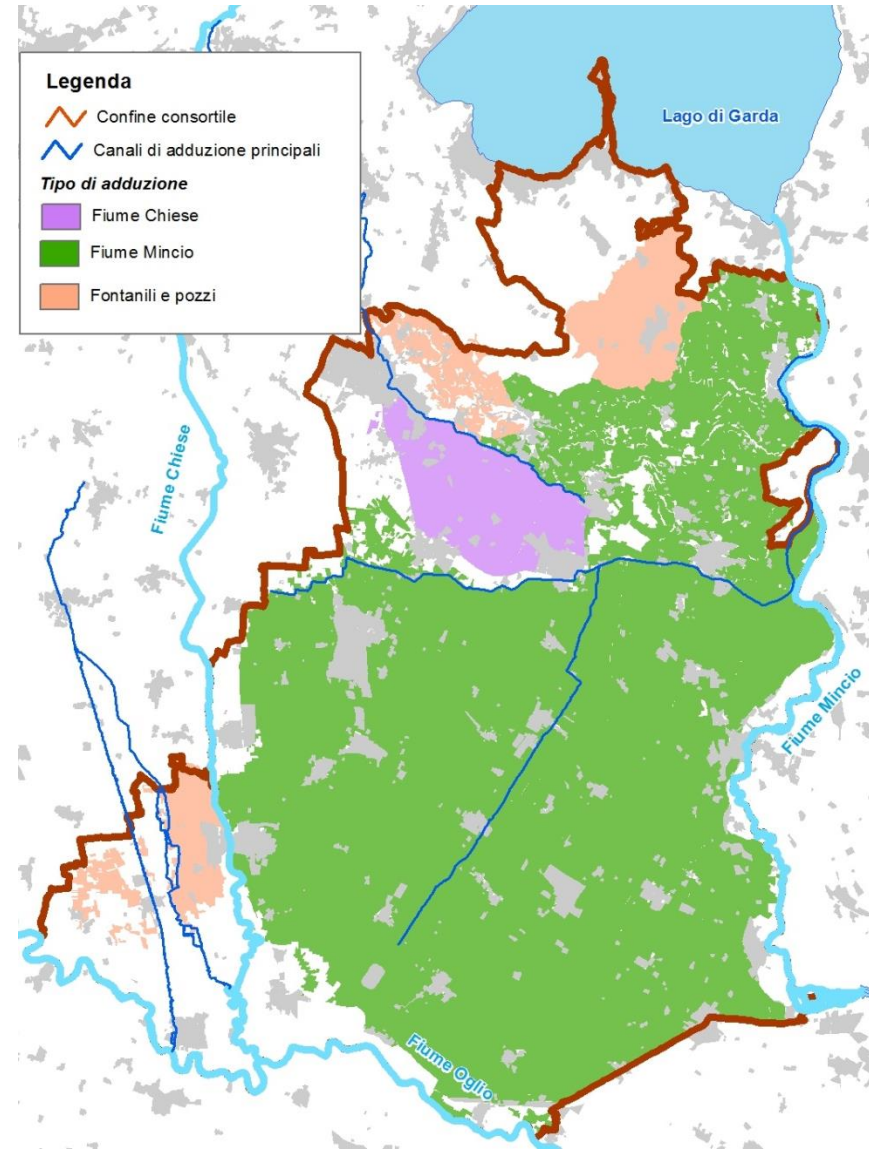 Legenda
Confine consortile
Canali di adduzione principali
Tipo di adduzione
Fiume Chiese
Fiume Mincio
Fontanili e pozzi
Lago di Garda
Fiume Chiese
Fiume Mincio
Fiume Oglio